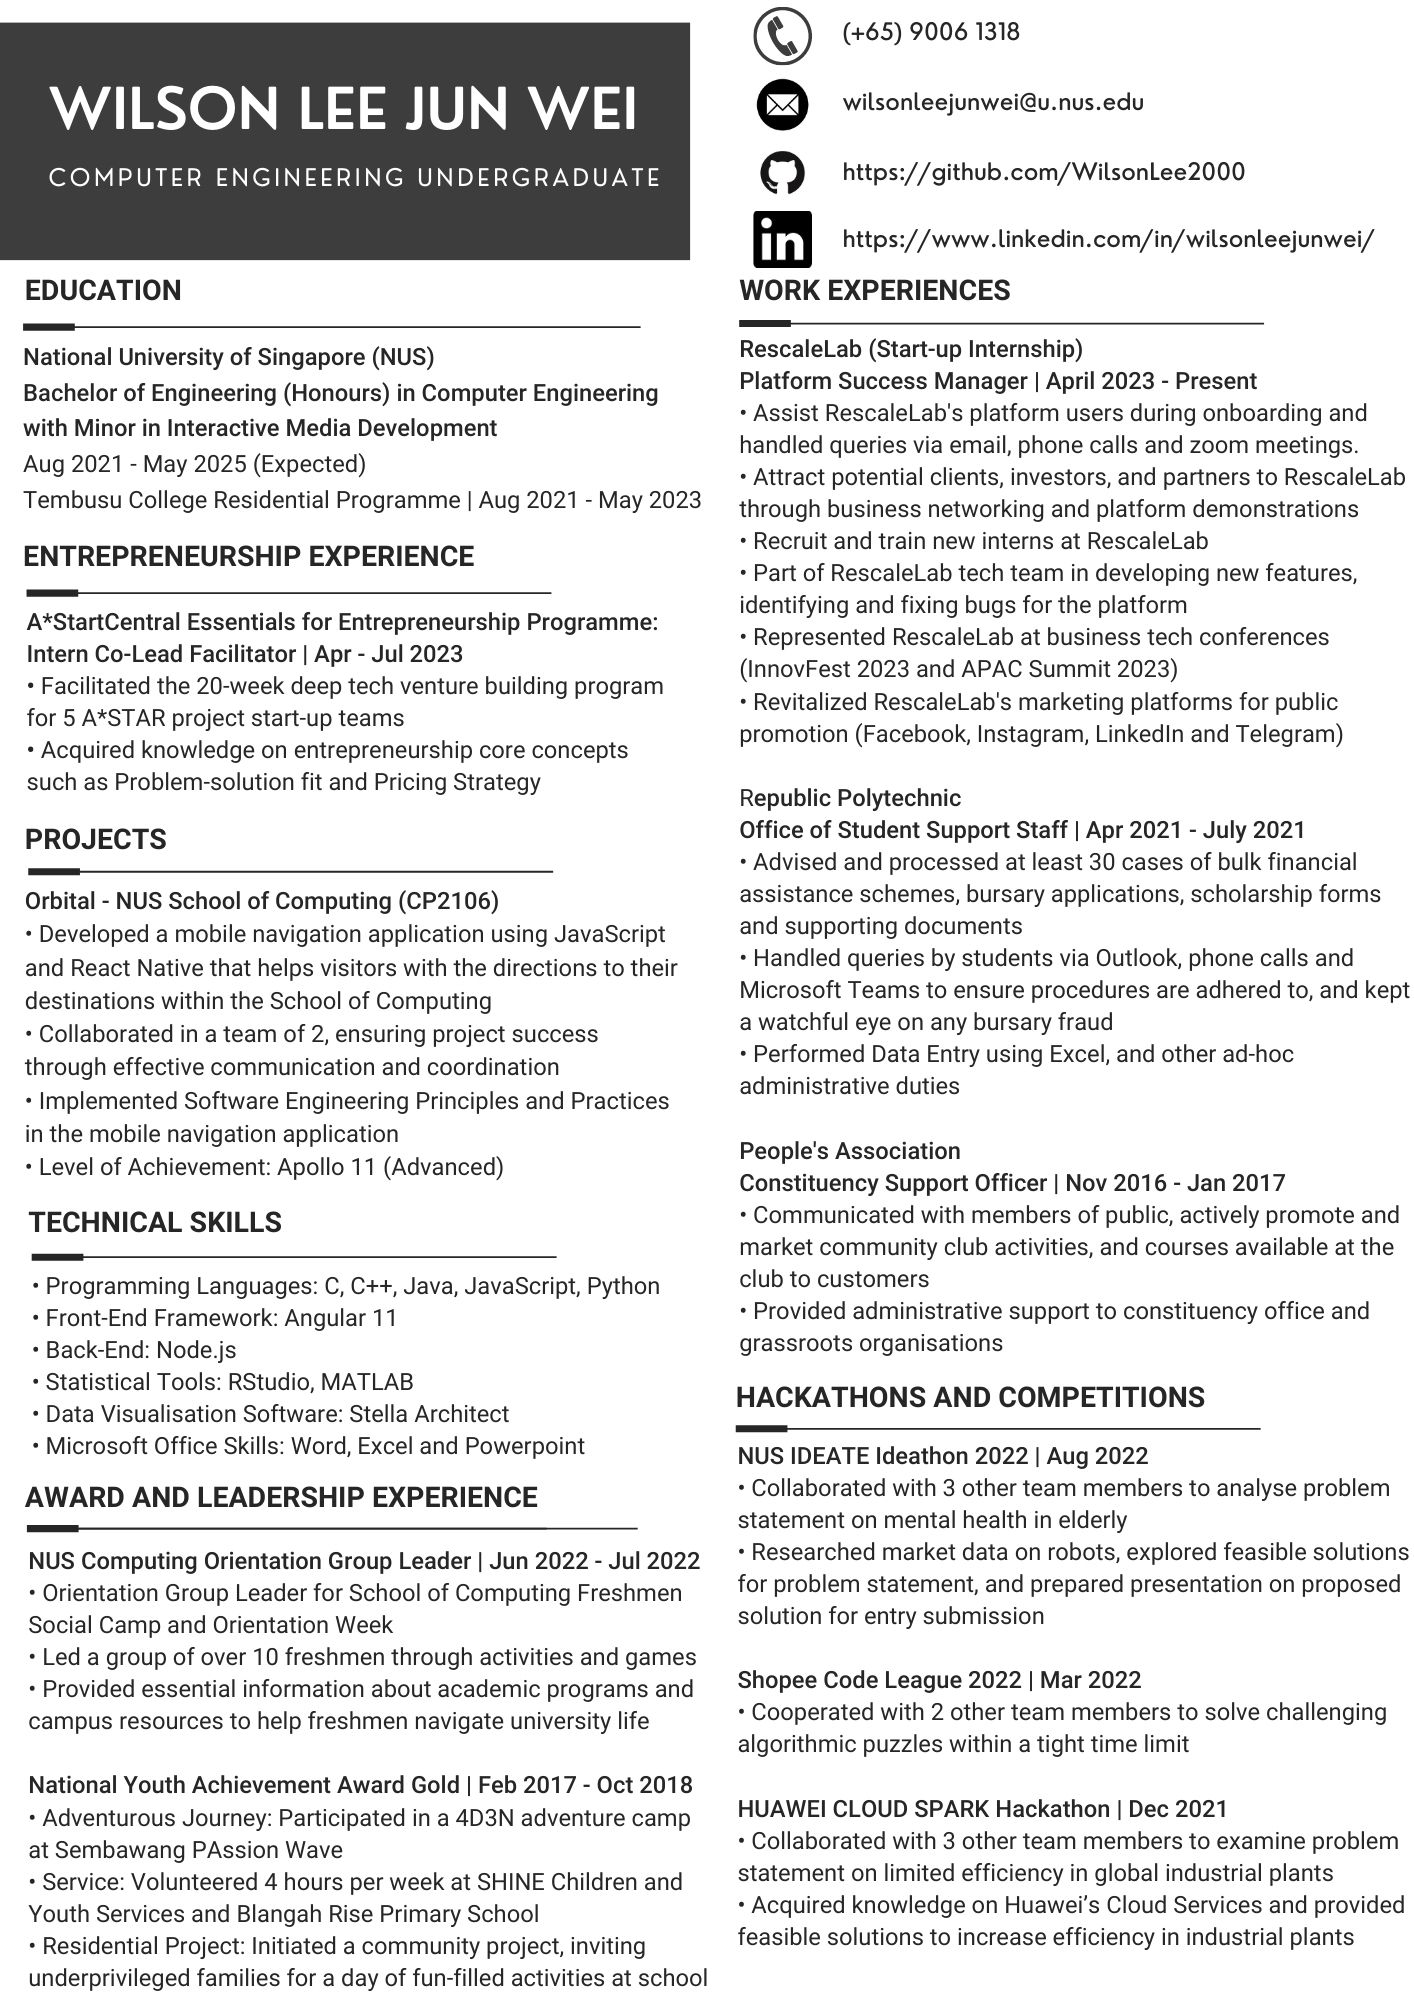 WILSON LEE JUN WEI
COMPUTER ENGINEERING UNDERGRADUATE
(+65) 9006 1318
wilsonleejunwei@u.nus.edu
https://github.com/WilsonLee2000
in https://www.linkedin.com/in/wilsonleejunwei/
EDUCATION
National University of Singapore (NUS)
Bachelor of Engineering (Honours) in Computer Engineering
with Minor in Interactive Media Development
Aug 2021 - May 2025 (Expected)
Tembusu College Residential Programme | Aug 2021 - May 2023
ENTREPRENEURSHIP EXPERIENCE
A*StartCentral Essentials for Entrepreneurship Programme:
Intern Co-Lead Facilitator | Apr - Jul 2023
• Facilitated the 20-week deep tech venture building program
for 5 A*STAR project start-up teams
• Acquired knowledge on entrepreneurship core concepts
such as Problem-solution fit and Pricing Strategy
PROJECTS
Orbital - NUS School of Computing (CP2106)
• Developed a mobile navigation application using JavaScript
and React Native that helps visitors with the directions to their
destinations within the School of Computing
• Collaborated in a team of 2, ensuring project success
through effective communication and coordination
• Implemented Software Engineering Principles and Practices
in the mobile navigation application
• Level of Achievement: Apollo 11 (Advanced)
TECHNICAL SKILLS
• Programming Languages: C, C++, Java, JavaScript, Python
• Front-End Framework: Angular 11
• Back-End: Node.js
• Statistical Tools: RStudio, MATLAB
• Data Visualisation Software: Stella Architect
• Microsoft Office Skills: Word, Excel and Powerpoint
AWARD AND LEADERSHIP EXPERIENCE
NUS Computing Orientation Group Leader | Jun 2022 - Jul 2022
• Orientation Group Leader for School of Computing Freshmen
Social Camp and Orientation Week
• Led a group of over 10 freshmen through activities and games
• Provided essential information about academic programs and
campus resources to help freshmen navigate university life
National Youth Achievement Award Gold | Feb 2017 - Oct 2018
• Adventurous Journey: Participated in a 4D3N adventure camp
at Sembawang PAssion Wave
• Service: Volunteered 4 hours per week at SHINE Children and
Youth Services and Blangah Rise Primary School
• Residential Project: Initiated a community project, inviting
underprivileged families for a day of fun-filled activities at school
WORK EXPERIENCES
RescaleLab (Start-up Internship)
Platform Success Manager | April 2023 - Present
• Assist RescaleLab's platform users during onboarding and
handled queries via email, phone calls and zoom meetings.
• Attract potential clients, investors, and partners to RescaleLab
through business networking and platform demonstrations
• Recruit and train new interns at RescaleLab
• Part of RescaleLab tech team in developing new features,
identifying and fixing bugs for the platform
• Represented RescaleLab at business tech conferences
(InnovFest 2023 and APAC Summit 2023)
• Revitalized RescaleLab's marketing platforms for public
promotion (Facebook, Instagram, LinkedIn and Telegram)
Republic Polytechnic
Office of Student Support Staff | Apr 2021 - July 2021
• Advised and processed at least 30 cases of bulk financial
assistance schemes, bursary applications, scholarship forms
and supporting documents
• Handled queries by students via Outlook, phone calls and
Microsoft Teams to ensure procedures are adhered to, and kept
a watchful eye on any bursary fraud
• Performed Data Entry using Excel, and other ad-hoc
administrative duties
People's Association
Constituency Support Officer | Nov 2016 - Jan 2017
• Communicated with members of public, actively promote and
market community club activities, and courses available at the
club to customers
• Provided administrative support to constituency office and
grassroots organisations
HACKATHONS AND COMPETITIONS
NUS IDEATE Ideathon 2022 | Aug 2022
• Collaborated with 3 other team members to analyse problem
statement on mental health in elderly
• Researched market data on robots, explored feasible solutions
for problem statement, and prepared presentation on proposed
solution for entry submission
Shopee Code League 2022 | Mar 2022
• Cooperated with 2 other team members to solve challenging
algorithmic puzzles within a tight time limit
HUAWEI CLOUD SPARK Hackathon | Dec 2021
• Collaborated with 3 other team members to examine problem
statement on limited efficiency in global industrial plants
• Acquired knowledge on Huawei’s Cloud Services and provided
feasible solutions to increase efficiency in industrial plants